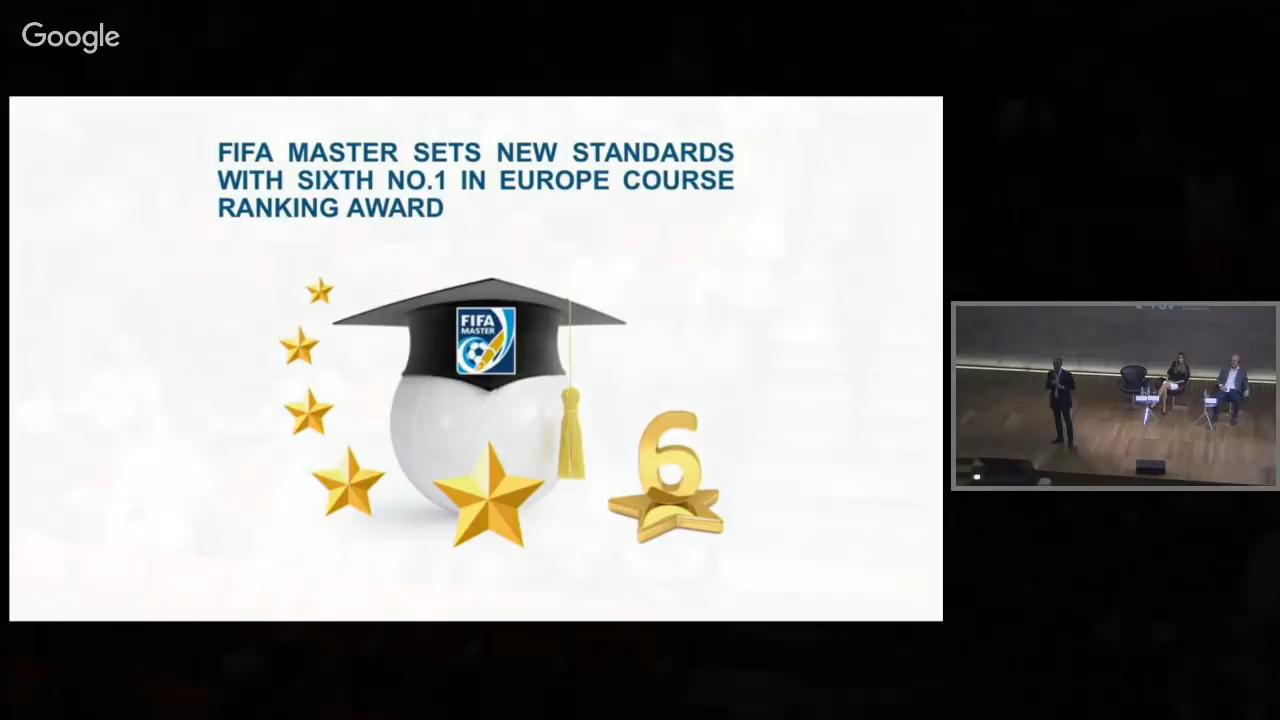 Google
FIFA MASTER SETS NEW STANDARDS
WITH SIXTH NO.1 IN EUROPE COURSE
RANKING AWARD
FIFA
MASTER
6